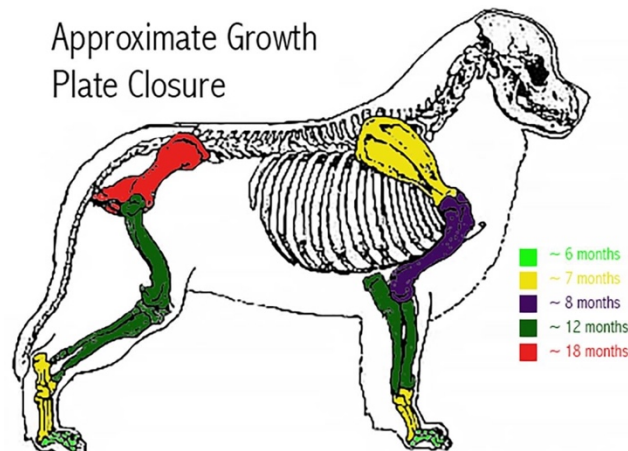 Approximate Growth
Plate Closure
~ 6 months
~ 7 months
~ 8 months
~ 12 months
~ 18 months